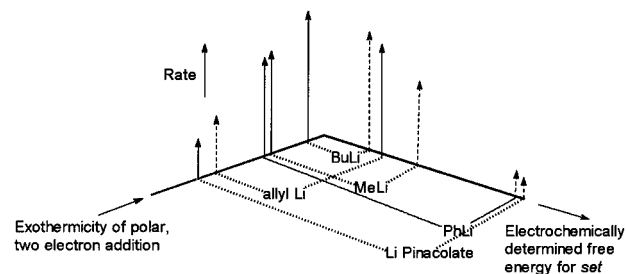 Rate
BuLi
allyl Li
MeLi
PhLi
Li Pinacolate
Exothermicity of polar,
two electron addition
Electrochemically
determined free
energy for set